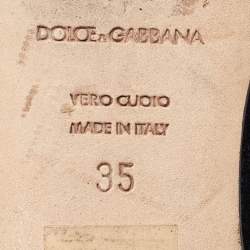 DOLCE & GABBANA
VERO CUOIO
MADE IN ITALY
35